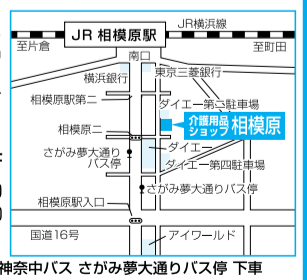 JR横浜線
JR 相模原駅
至片倉
至町田
南口
横浜銀行
東京三菱銀行
相模原駅第二
ダイエー第二駐車場
介護用品
ショップ 相模原
相模原二
ダイエー
さがみ夢大通り
バス停
ダイエー第四駐車場
さがみ夢大通りバス停
相模原駅入口
国道16号
アイワールド
神奈中バス さがみ夢大通りバス停 下車